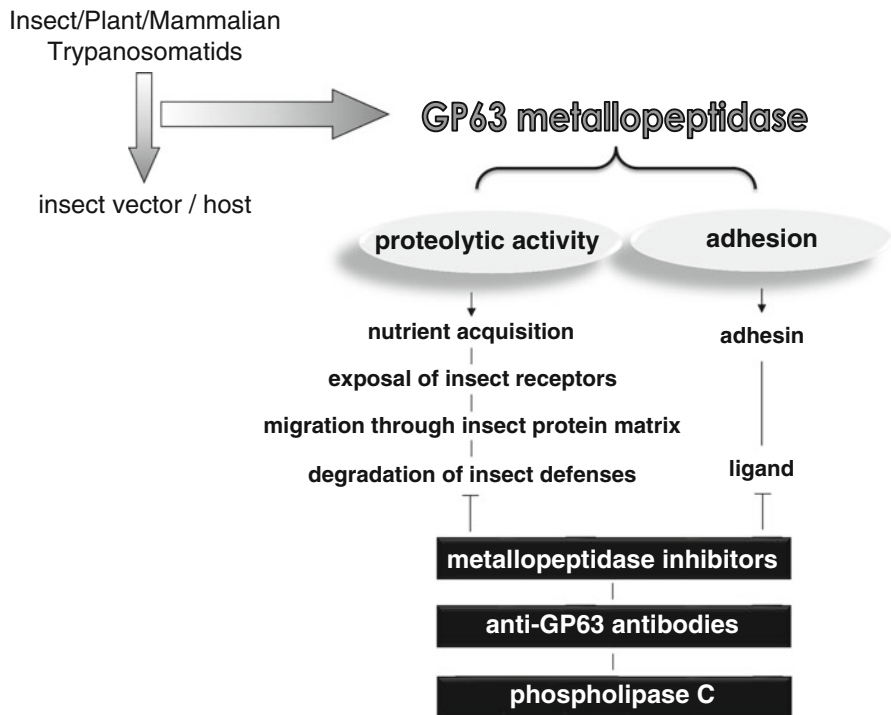 Insect/Plant/Mammalian
Trypanosomatids
GP63 metallopeptidase
insect vector / host
proteolytic activity
adhesion
nutrient acquisition
adhesin
exposal of insect receptors
migration through insect protein matrix
degradation of insect defenses
ligand
metallopeptidase inhibitors
anti-GP63 antibodies
phospholipase C